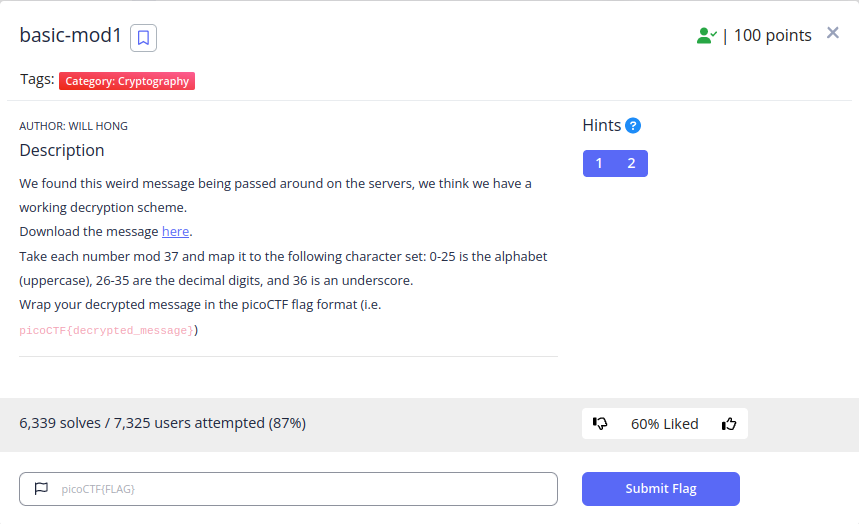 basic-mod1
| 100 points
Tags: Category: Cryptography
AUTHOR: WILL HONG
Description
We found this weird message being passed around on the servers, we think we have a
working decryption scheme.
Download the message here.
Take each number mod 37 and map it to the following character set: 0-25 is the alphabet
(uppercase), 26-35 are the decimal digits, and 36 is an underscore.
Wrap your decrypted message in the picoCTF flag format (i.e.
picoCTF{decrypted_message})
Hints ?
1 2
6,339 solves / 7,325 users attempted (87%)
60% Liked
picoCTF{FLAG}
Submit Flag